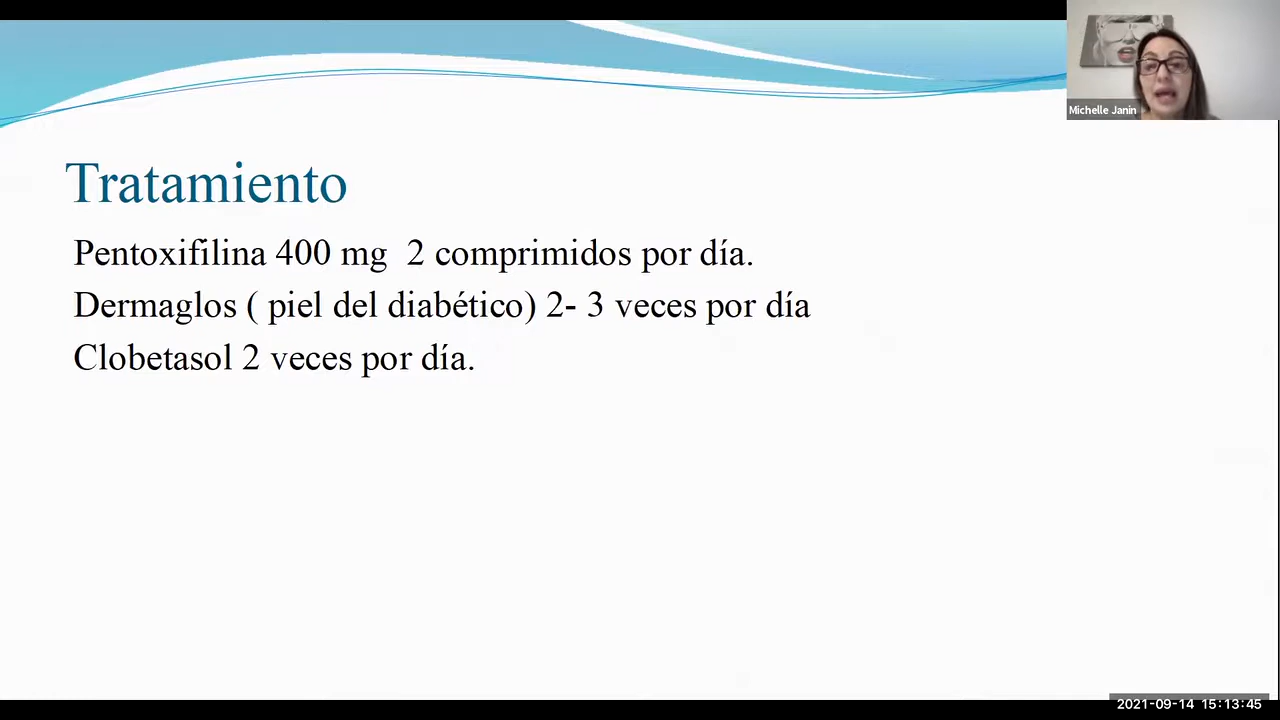 Michelle Janin
Tratamiento
Pentoxifilina 400 mg  2 comprimidos por día.
Dermaglos ( piel del diabético) 2- 3 veces por día
Clobetasol 2 veces por día.
2021-09-14 15:13:45